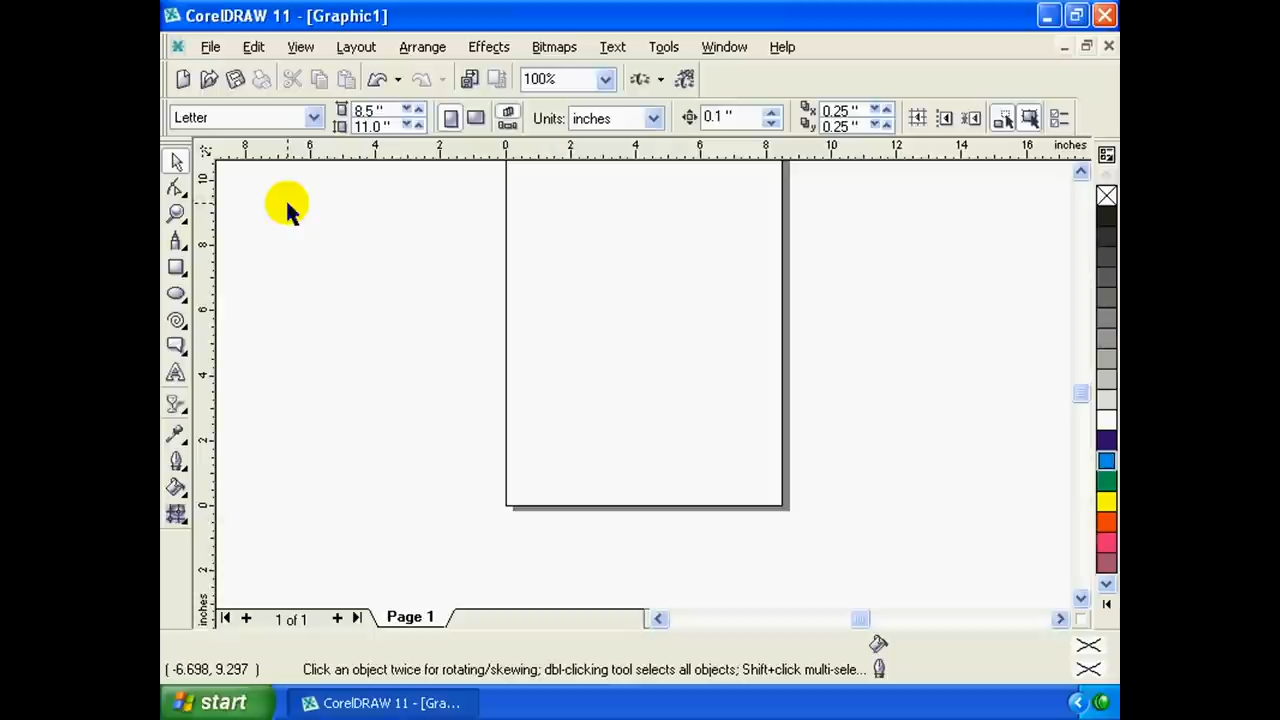 CorelDRAW 11 - [Graphic1]
File Edit View Layout Arrange Effects Bitmaps Text Tools Window Help
100%
Letter 8.5 " 11.0 " Units: inches 0.1 " 0.25 " 0.25 "
8 6 4 2 0 2 4 6 8 10 12 14 16 inches
10
8
6
4
2
0
2
inches
1 of 1 Page 1
( -6.698, 9.297 ) Click an object twice for rotating/skewing; dbl-clicking tool selects all objects; Shift+click multi-sele...
start CorelDRAW 11 - [Gra...